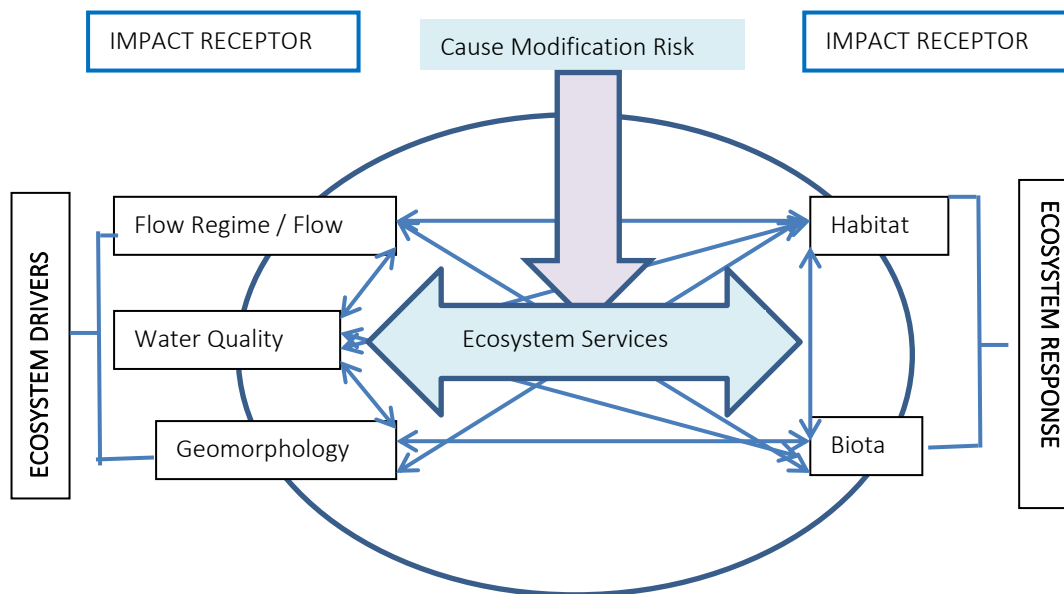 IMPACT RECEPTOR
Cause Modification Risk
IMPACT RECEPTOR
ECOSYSTEM DRIVERS
Flow Regime / Flow
Water Quality
Geomorphology
Ecosystem Services
Habitat
Biota
ECOSYSTEM RESPONSE